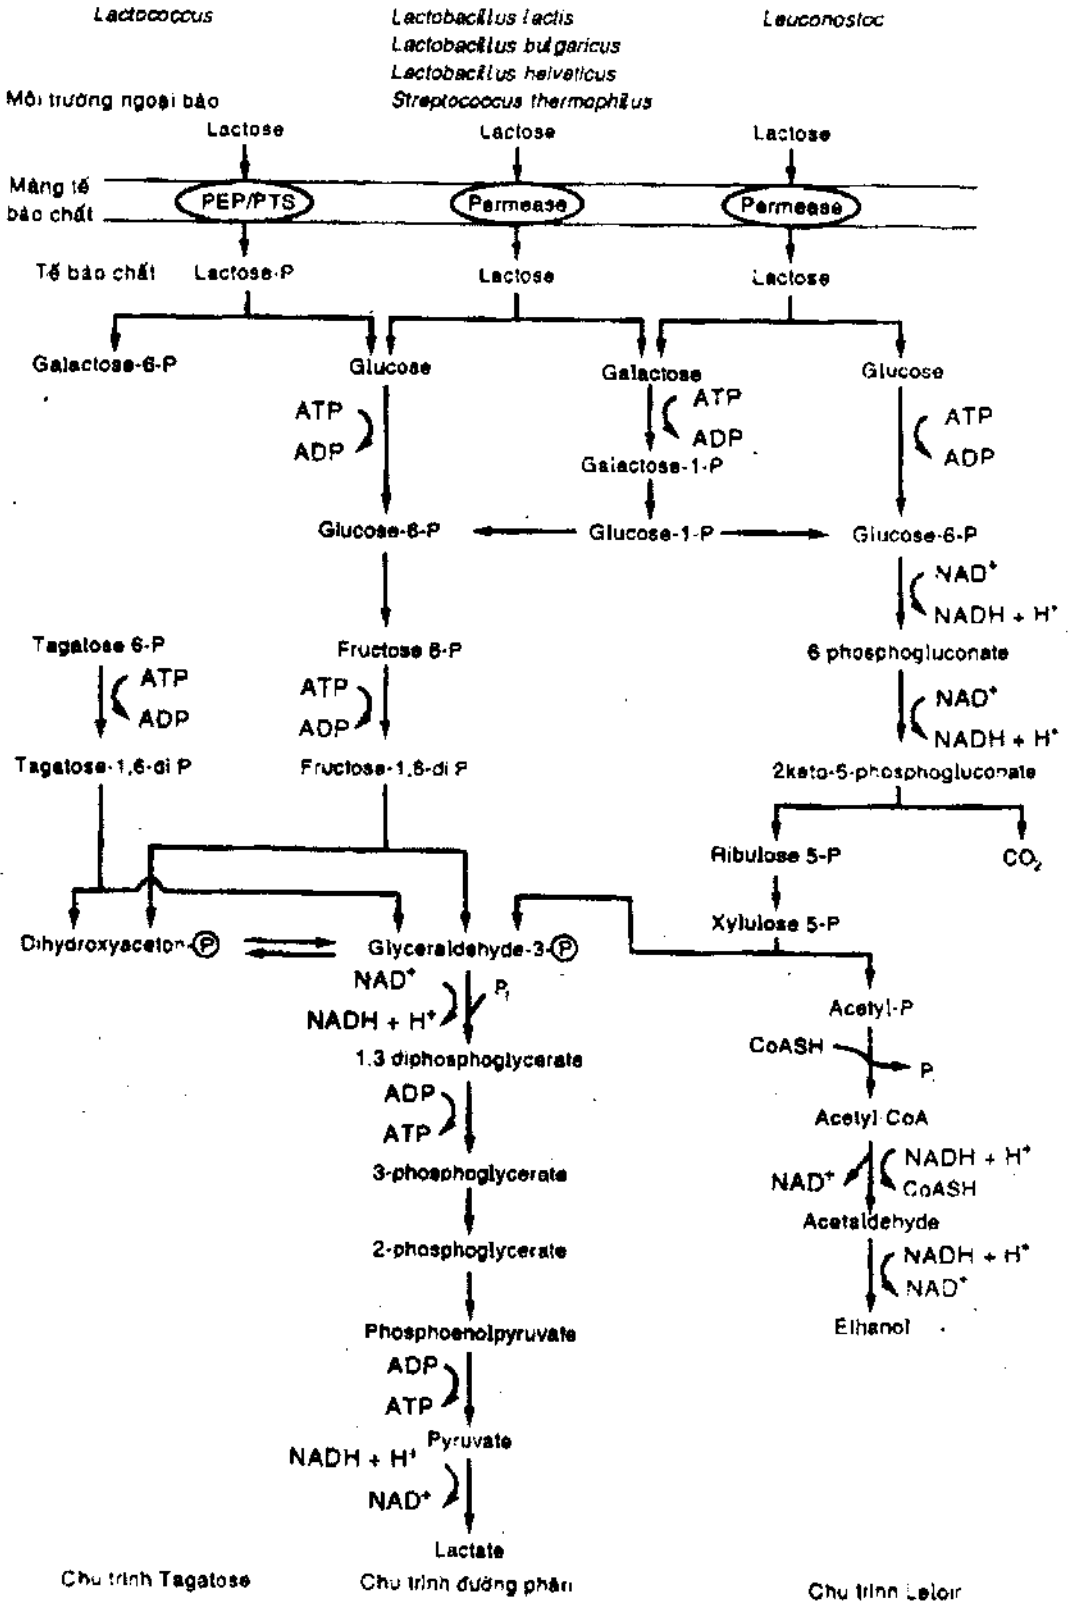 Lactococcus
Lactobacillus lactis
Lactobacillus bulgaricus
Lactobacillus helveticus
Streptococcus thermophilus
Leuconostoc
Môi trường ngoại bào
Lactose
Lactose
Lactose
Màng tế
bào chất
PEP/PTS
Permease
Permease
Tế bào chất
Lactose-P
Lactose
Lactose
Galactose-6-P
Glucose
Galactose
Glucose
ATP
ADP
ATP
ADP
ATP
ADP
Galactose-1-P
Glucose-6-P
Glucose-1-P
Glucose-6-P
NAD⁺
NADH + H⁺
Tagatose 6-P
Fructose 6-P
6 phosphogluconate
ATP
ADP
ATP
ADP
NAD⁺
NADH + H⁺
Tagatose-1,6-di P
Fructose-1,6-di P
2keto-5-phosphogluconate
Ribulose 5-P
CO₂
Xylulose 5-P
Dihydroxyaceton-P
Glyceraldehyde-3-P
NAD⁺
Pᵢ
NADH + H⁺
Acetyl-P
CoASH
P
1.3 diphosphoglycerate
ADP
ATP
Acetyl CoA
3-phosphoglycerate
NADH + H⁺
NAD⁺
CoASH
Acetaldehyde
2-phosphoglycerate
NADH + H⁺
NAD⁺
Ethanol
Phosphoenolpyruvate
ADP
ATP
Pyruvate
NADH + H⁺
NAD⁺
Lactate
Chu trình Tagatose
Chu trình đường phân
Chu trình Leloir